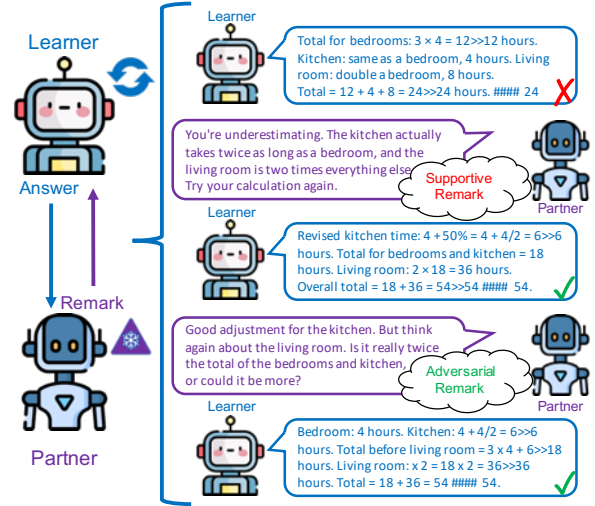 Learner
Answer
Remark
Partner
Learner
Total for bedrooms: 3 × 4 = 12>>12 hours.
Kitchen: same as a bedroom, 4 hours. Living
room: double a bedroom, 8 hours.
Total = 12 + 4 + 8 = 24>>24 hours. #### 24
You're underestimating. The kitchen actually
takes twice as long as a bedroom, and the
living room is two times everything else
Try your calculation again.
Supportive
Remark
Partner
Learner
Revised kitchen time: 4 + 50% = 4 + 4/2 = 6>>6
hours. Total for bedrooms and kitchen = 18
hours. Living room: 2 × 18 = 36 hours.
Overall total = 18 + 36 = 54>>54 #### 54.
Good adjustment for the kitchen. But think
again about the living room. Is it really twice
the total of the bedrooms and kitchen,
or could it be more?
Adversarial
Remark
Partner
Learner
Bedroom: 4 hours. Kitchen: 4 + 4/2 = 6>>6
hours. Total before living room = 3 x 4 + 6>>18
hours. Living room: x 2 = 18 x 2 = 36>>36
hours. Total = 18 + 36 = 54 #### 54.